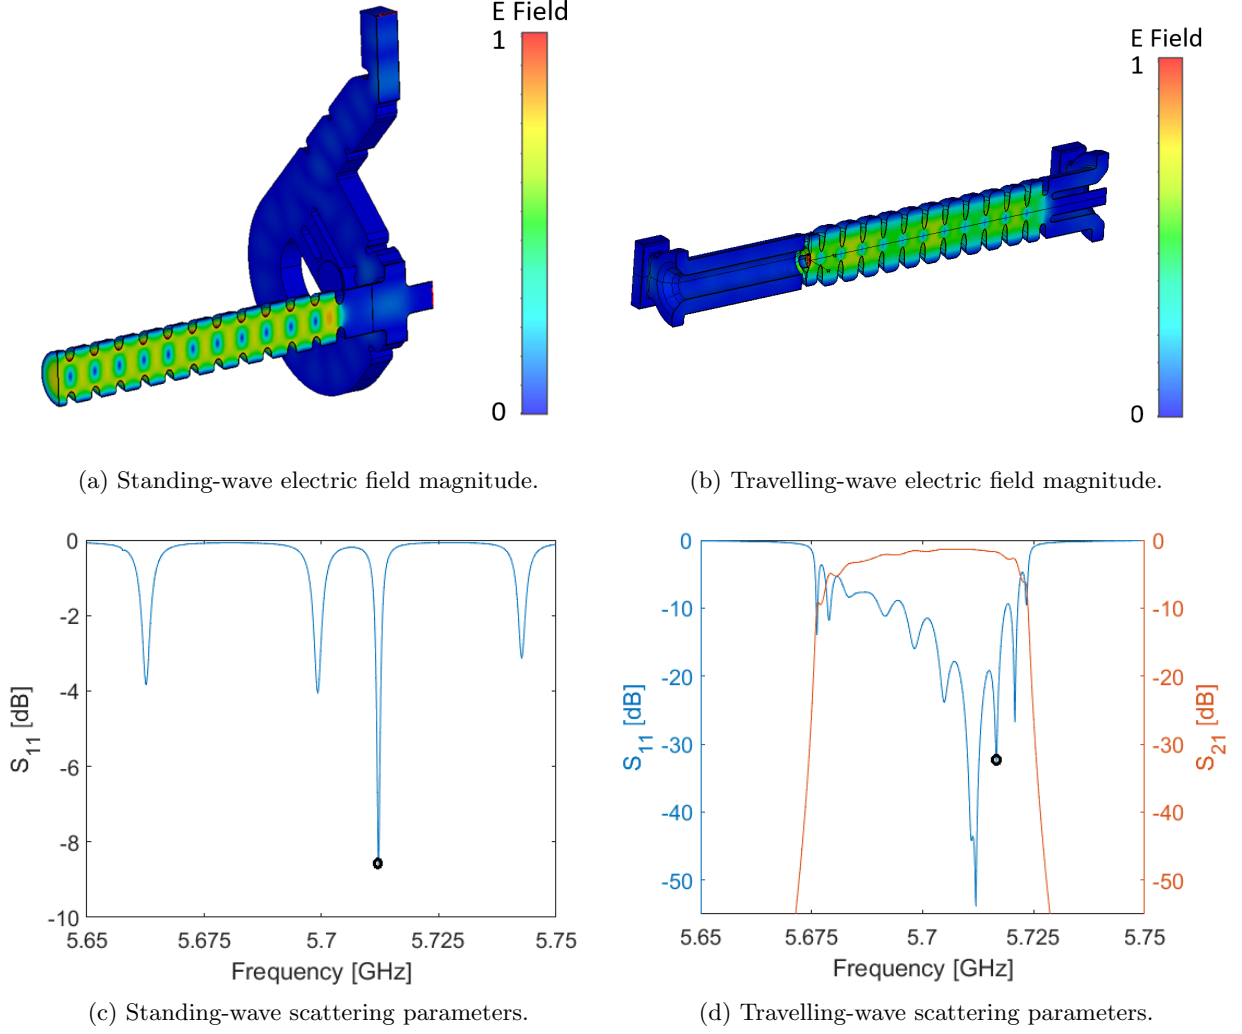 E Field
1
0
E Field
1
0
(a) Standing-wave electric field magnitude.
(b) Travelling-wave electric field magnitude.
0
-2
-4
-6
-8
-10
S11 [dB]
5.65
5.675
5.7
5.725
5.75
Frequency [GHz]
0
-10
-20
-30
-40
-50
S11 [dB]
0
-10
-20
-30
-40
-50
S21 [dB]
5.65
5.675
5.7
5.725
5.75
Frequency [GHz]
(c) Standing-wave scattering parameters.
(d) Travelling-wave scattering parameters.